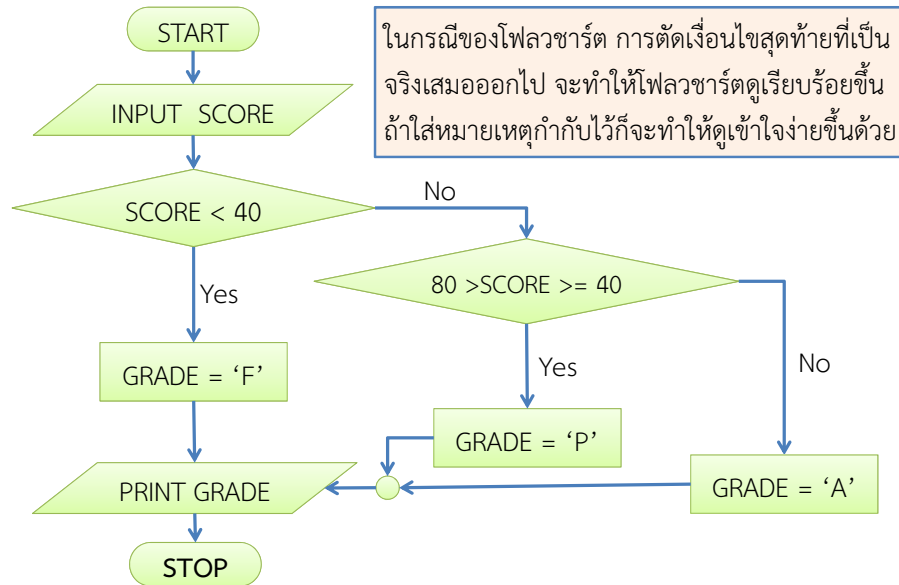 START
ในกรณีของโฟลวชาร์ต การตัดเงื่อนไขสุดท้ายที่เป็น
จริงเสมอออกไป จะทำให้โฟลวชาร์ตดูเรียบร้อยขึ้น
ถ้าใส่หมายเหตุกำกับไว้ก็จะทำให้ดูเข้าใจง่ายขึ้นด้วย
INPUT SCORE
SCORE < 40
No
80 >SCORE >= 40
Yes
GRADE = ‘F’
Yes
No
GRADE = ‘P’
PRINT GRADE
GRADE = ‘A’
STOP